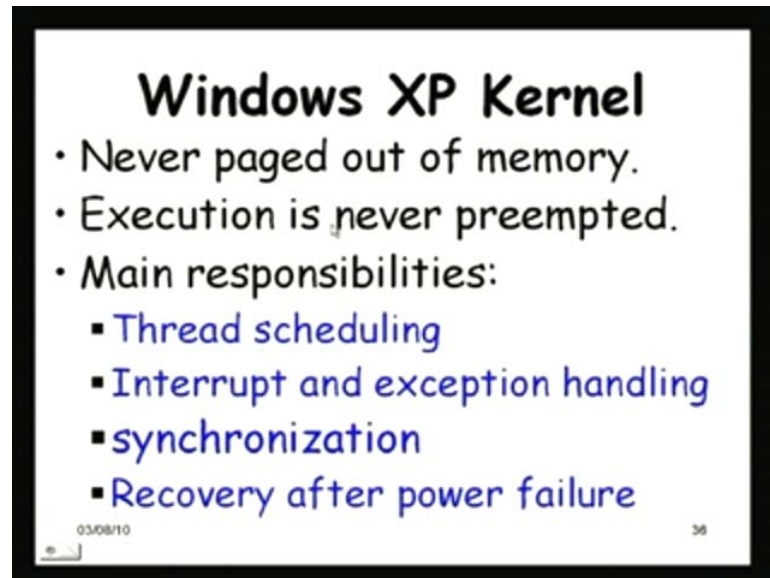 Windows XP Kernel
• Never paged out of memory.
• Execution is never preempted.
• Main responsibilities:
▪ Thread scheduling
▪ Interrupt and exception handling
▪ synchronization
▪ Recovery after power failure
03/08/10
36